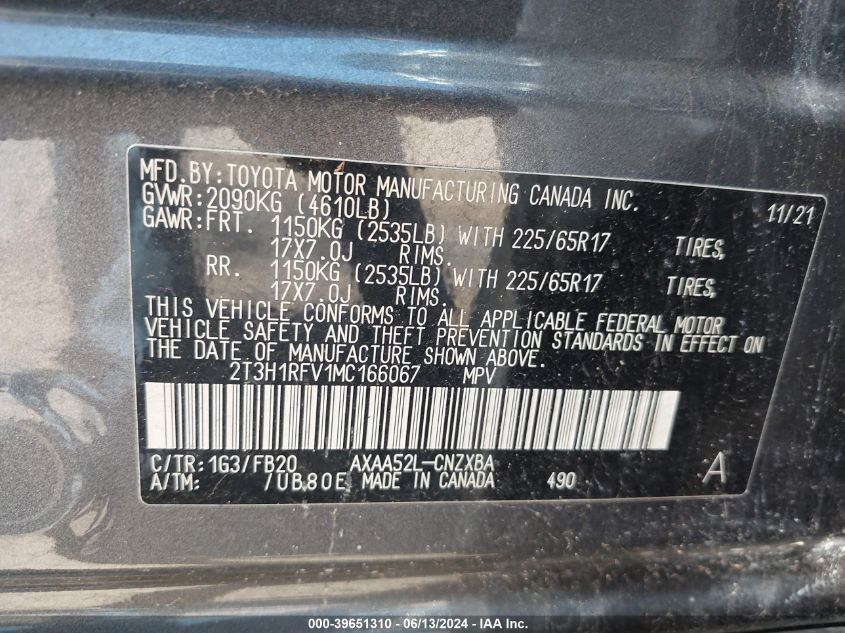 MFD.BY:TOYOTA MOTOR MANUFACTURING CANADA INC. 11/21
GVWR:2090KG (4610LB)
GAWR:FRT. 1150KG (2535LB) WITH 225/65R17 TIRES,
17X7.0J RIMS.
RR. 1150KG (2535LB) WITH 225/65R17 TIRES,
17X7.0J RIMS.
THIS VEHICLE CONFORMS TO ALL APPLICABLE FEDERAL MOTOR
VEHICLE SAFETY AND THEFT PREVENTION STANDARDS IN EFFECT ON
THE DATE OF MANUFACTURE SHOWN ABOVE.
2T3H1RFV1MC166067 MPV
C/TR: 1G3/FB20 AXAA52L-CNZXBA A
A/TM: /UB80E MADE IN CANADA 490
000-39651310 - 06/13/2024 - IAAI.com